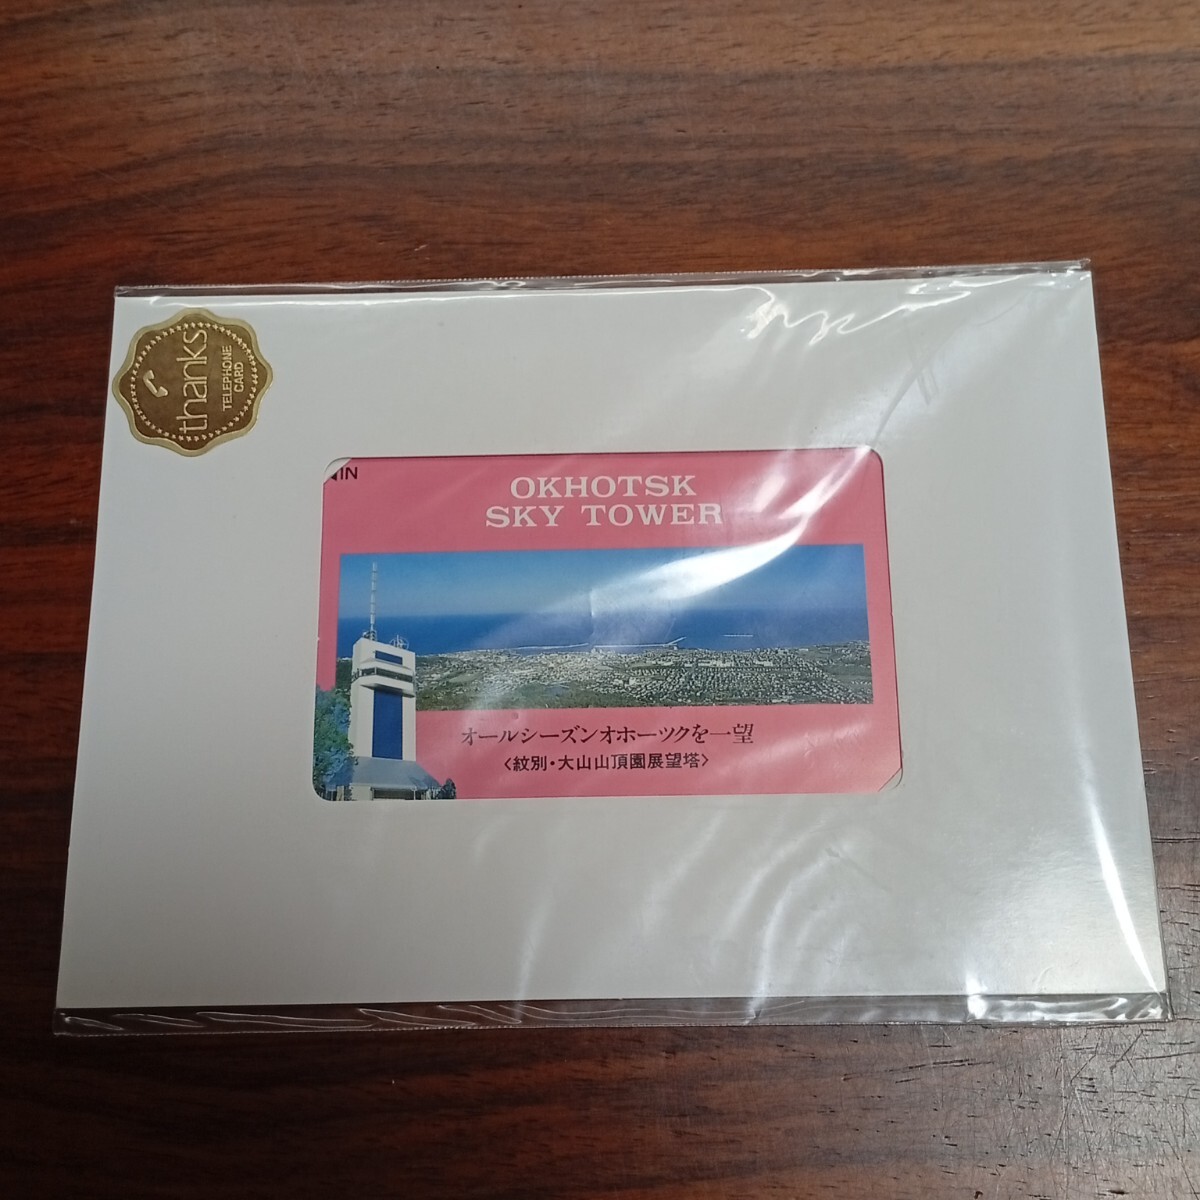 thanks
TELEPHONE
CARD
◀IN
OKHOTSK
SKY TOWER
オールシーズンオホーツクを一望
〈紋別・大山山頂園展望塔〉